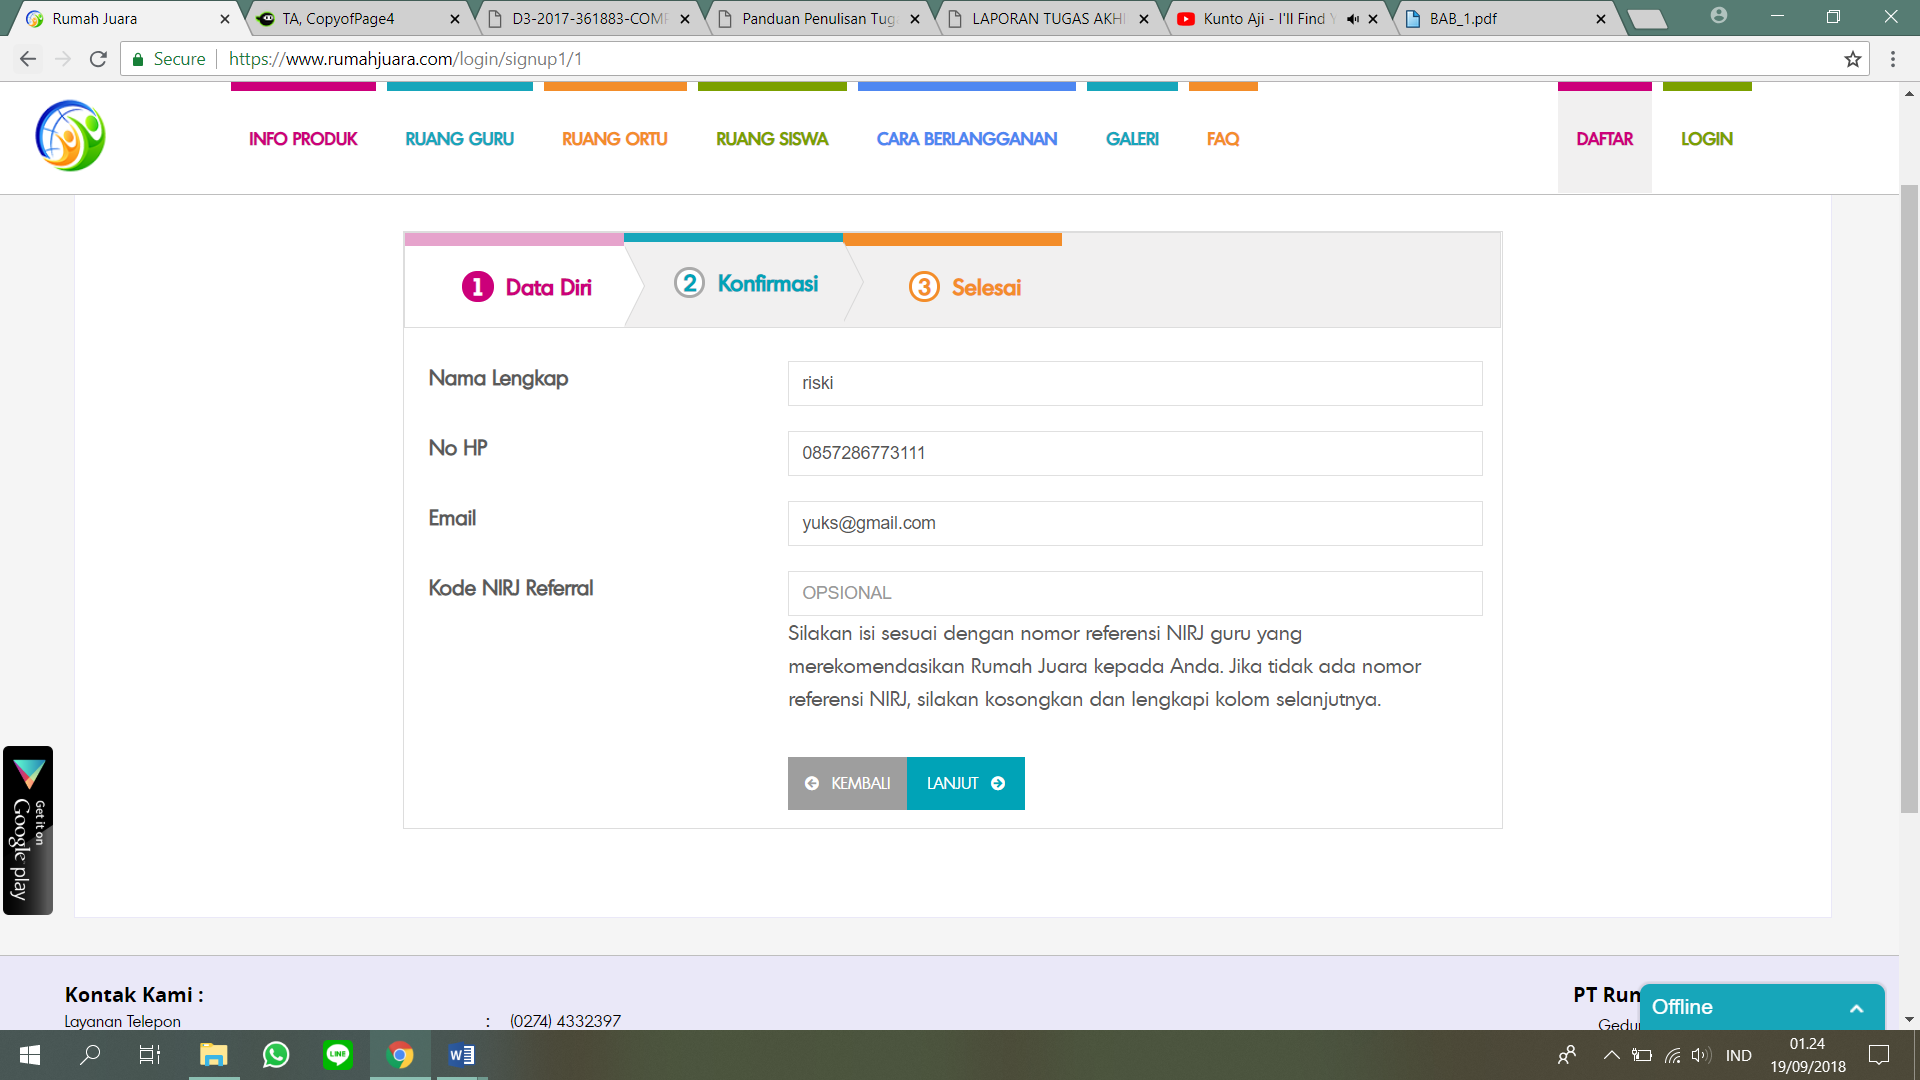 Rumah Juara
TA, CopyofPage4
D3-2017-361883-COMP
Panduan Penulisan Tuga
LAPORAN TUGAS AKHI
Kunto Aji - I'll Find Y
BAB_1.pdf
Secure
https://www.rumahjuara.com/login/signup1/1
INFO PRODUK
RUANG GURU
RUANG ORTU
RUANG SISWA
CARA BERLANGGANAN
GALERI
FAQ
DAFTAR
LOGIN
1 Data Diri
2 Konfirmasi
3 Selesai
Nama Lengkap
riski
No HP
0857286773111
Email
yuks@gmail.com
Kode NIRJ Referral
OPSIONAL
Silakan isi sesuai dengan nomor referensi NIRJ guru yang
merekomendasikan Rumah Juara kepada Anda. Jika tidak ada nomor
referensi NIRJ, silakan kosongkan dan lengkapi kolom selanjutnya.
KEMBALI
LANJUT
Get it on
Google play
Kontak Kami :
Layanan Telepon : (0274) 4332397
PT Rum
Gedu
Offline
LINE
W
IND
01.24
19/09/2018